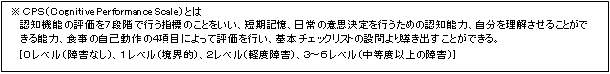 ※ CPS（Cognitive Performance Scale）とは
認知機能の評価を7段階で行う指標のことをいい、短期記憶、日常の意思決定を行うための認知能力、自分を理解させることがで
きる能力、食事の自己動作の4項目によって評価を行い、基本チェックリストの設問より導き出すことができる。
［0レベル（障害なし）、1レベル（境界的）、2レベル（軽度障害）、3～6レベル（中等度以上の障害）］